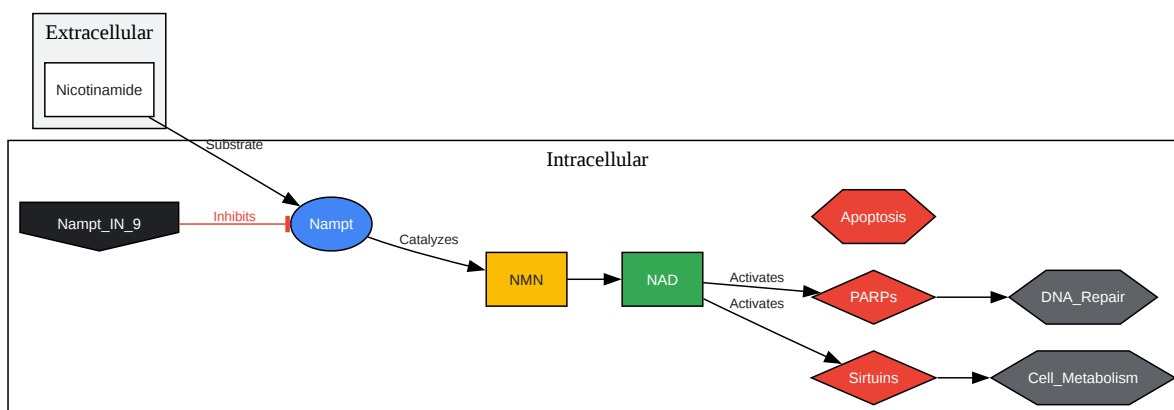 Extracellular
Nicotinamide
Substrate
Intracellular
Nampt_IN_9
Inhibits
Nampt
Catalyzes
NMN
NAD
Activates
Activates
Apoptosis
PARPs
DNA_Repair
Sirtuins
Cell_Metabolism